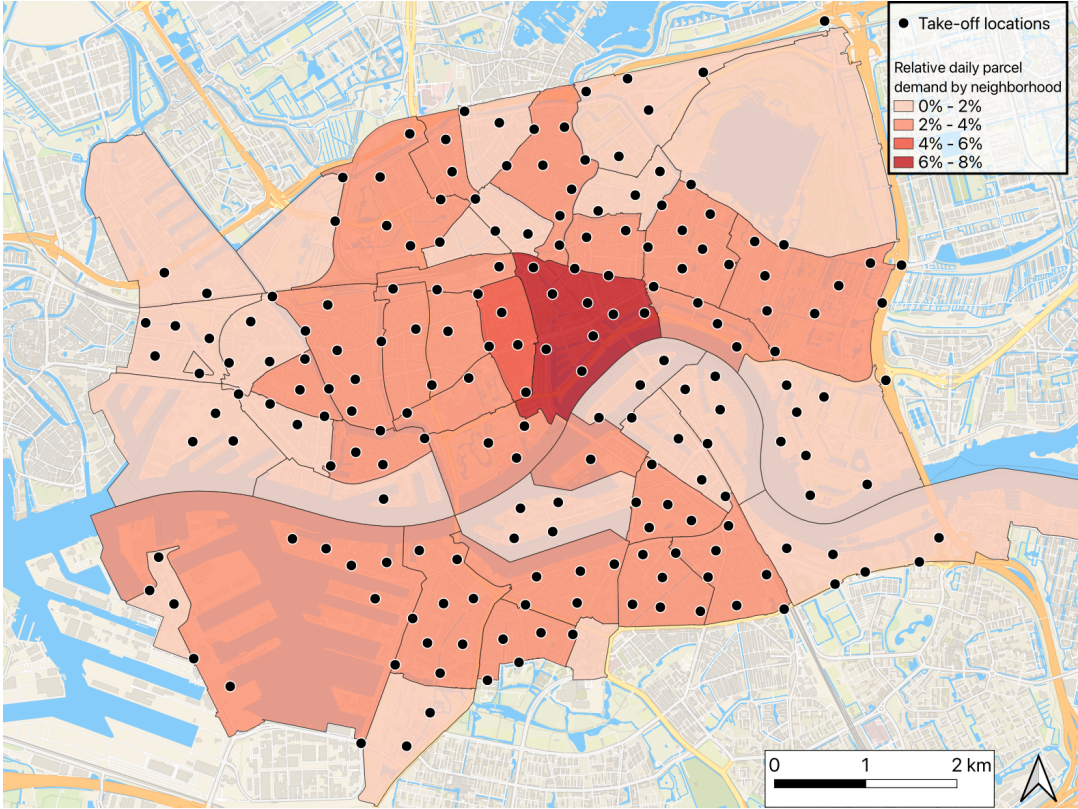 Take-off locations
Relative daily parcel
demand by neighborhood
0% - 2%
2% - 4%
4% - 6%
6% - 8%
0 1 2 km